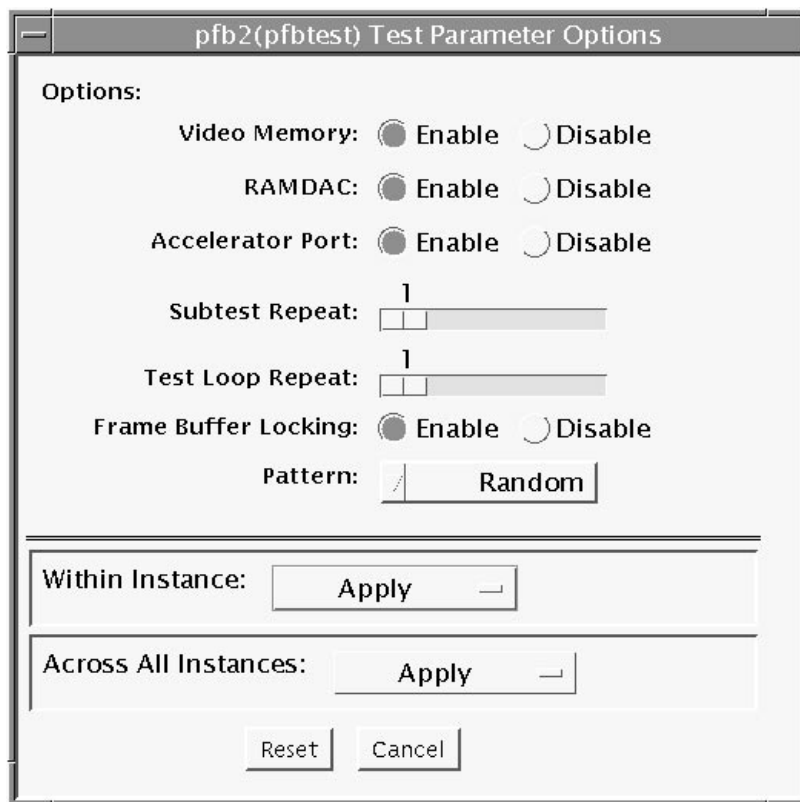 pfb2(pfbtest) Test Parameter Options
Options:
Video Memory: Enable Disable
RAMDAC: Enable Disable
Accelerator Port: Enable Disable
1
Subtest Repeat:
1
Test Loop Repeat:
Frame Buffer Locking: Enable Disable
Pattern: Random
Within Instance: Apply
Across All Instances: Apply
Reset Cancel